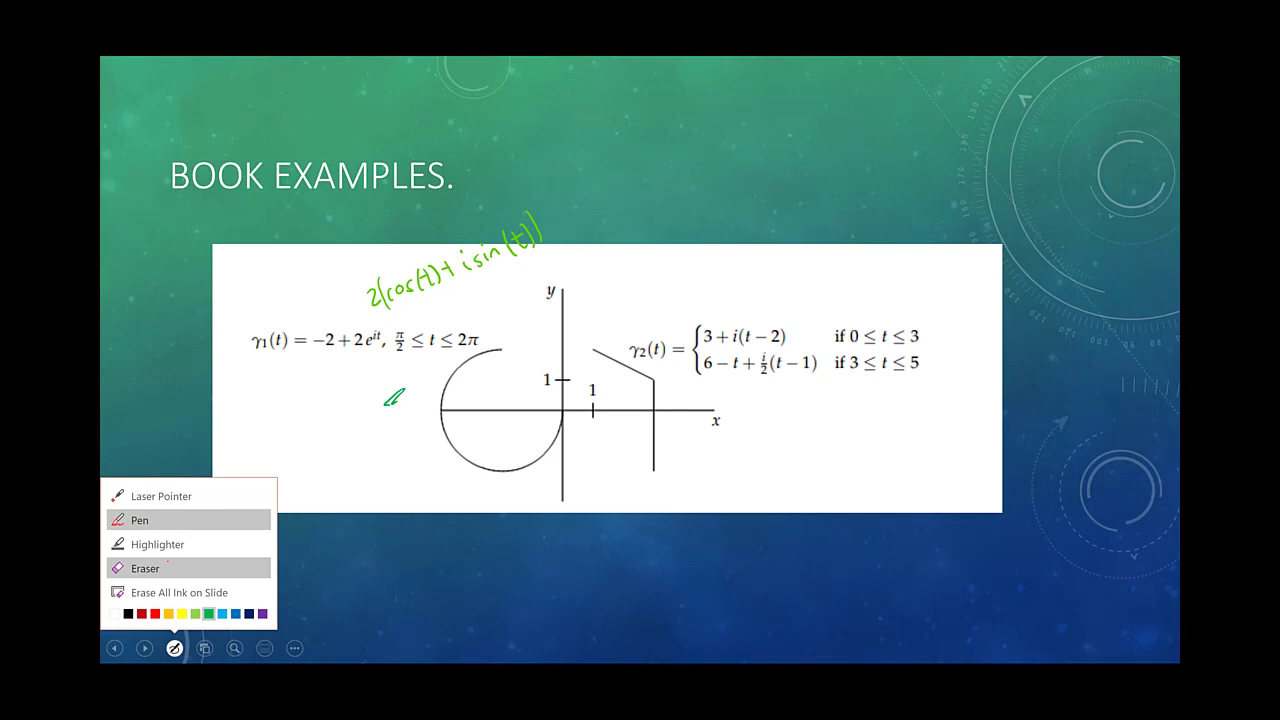 BOOK EXAMPLES.
2(cos(t)+ i sin(t))
γ₁(t) = −2 + 2 e^{it}, π/2 ≤ t ≤ 2π
y
1
1
x
γ₂(t) = { 3 + i(t − 2) if 0 ≤ t ≤ 3
6 − t + i/2 (t − 1) if 3 ≤ t ≤ 5
Laser Pointer
Pen
Highlighter
Eraser
Erase All Ink on Slide